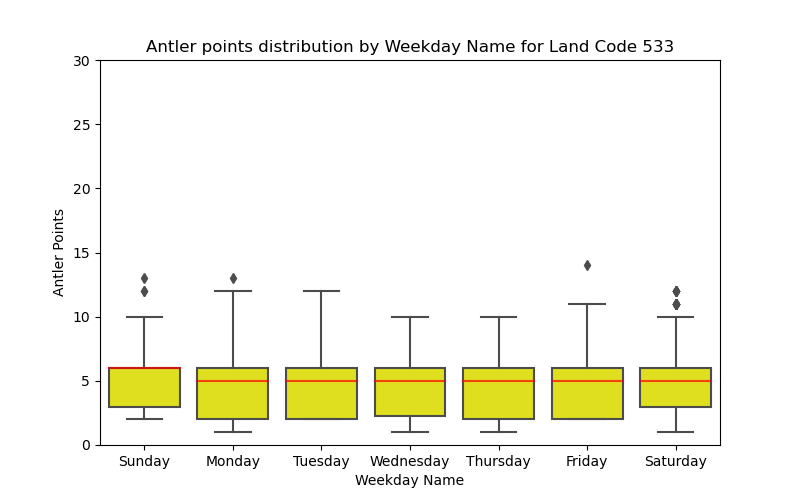 Antler points distribution by Weekday Name for Land Code 533
30
25
20
15
10
5
0
Antler Points
Sunday Monday Tuesday Wednesday Thursday Friday Saturday
Weekday Name